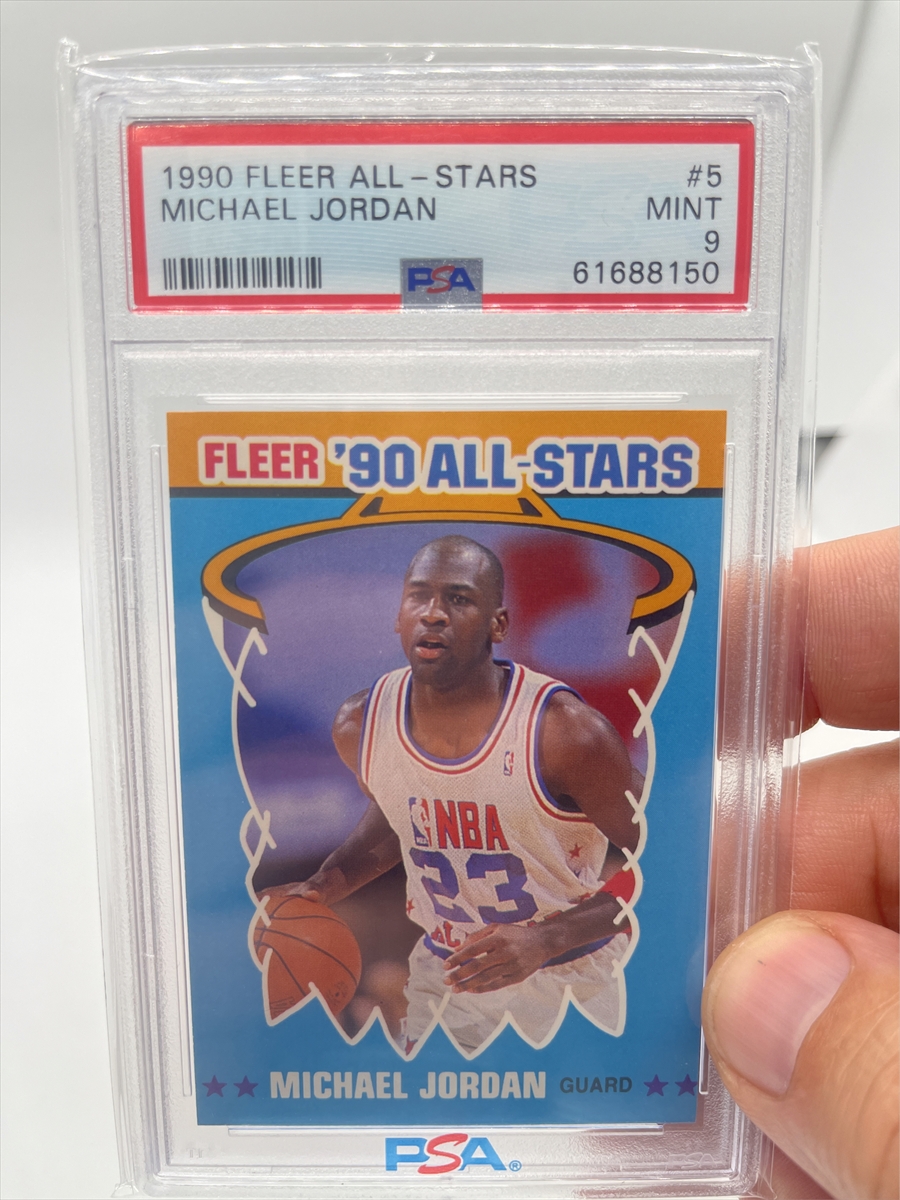 1990 FLEER ALL-STARS #5
MICHAEL JORDAN MINT
9
PSA 61688150
FLEER '90 ALL-STARS
NBA
23
MICHAEL JORDAN GUARD
PSA®